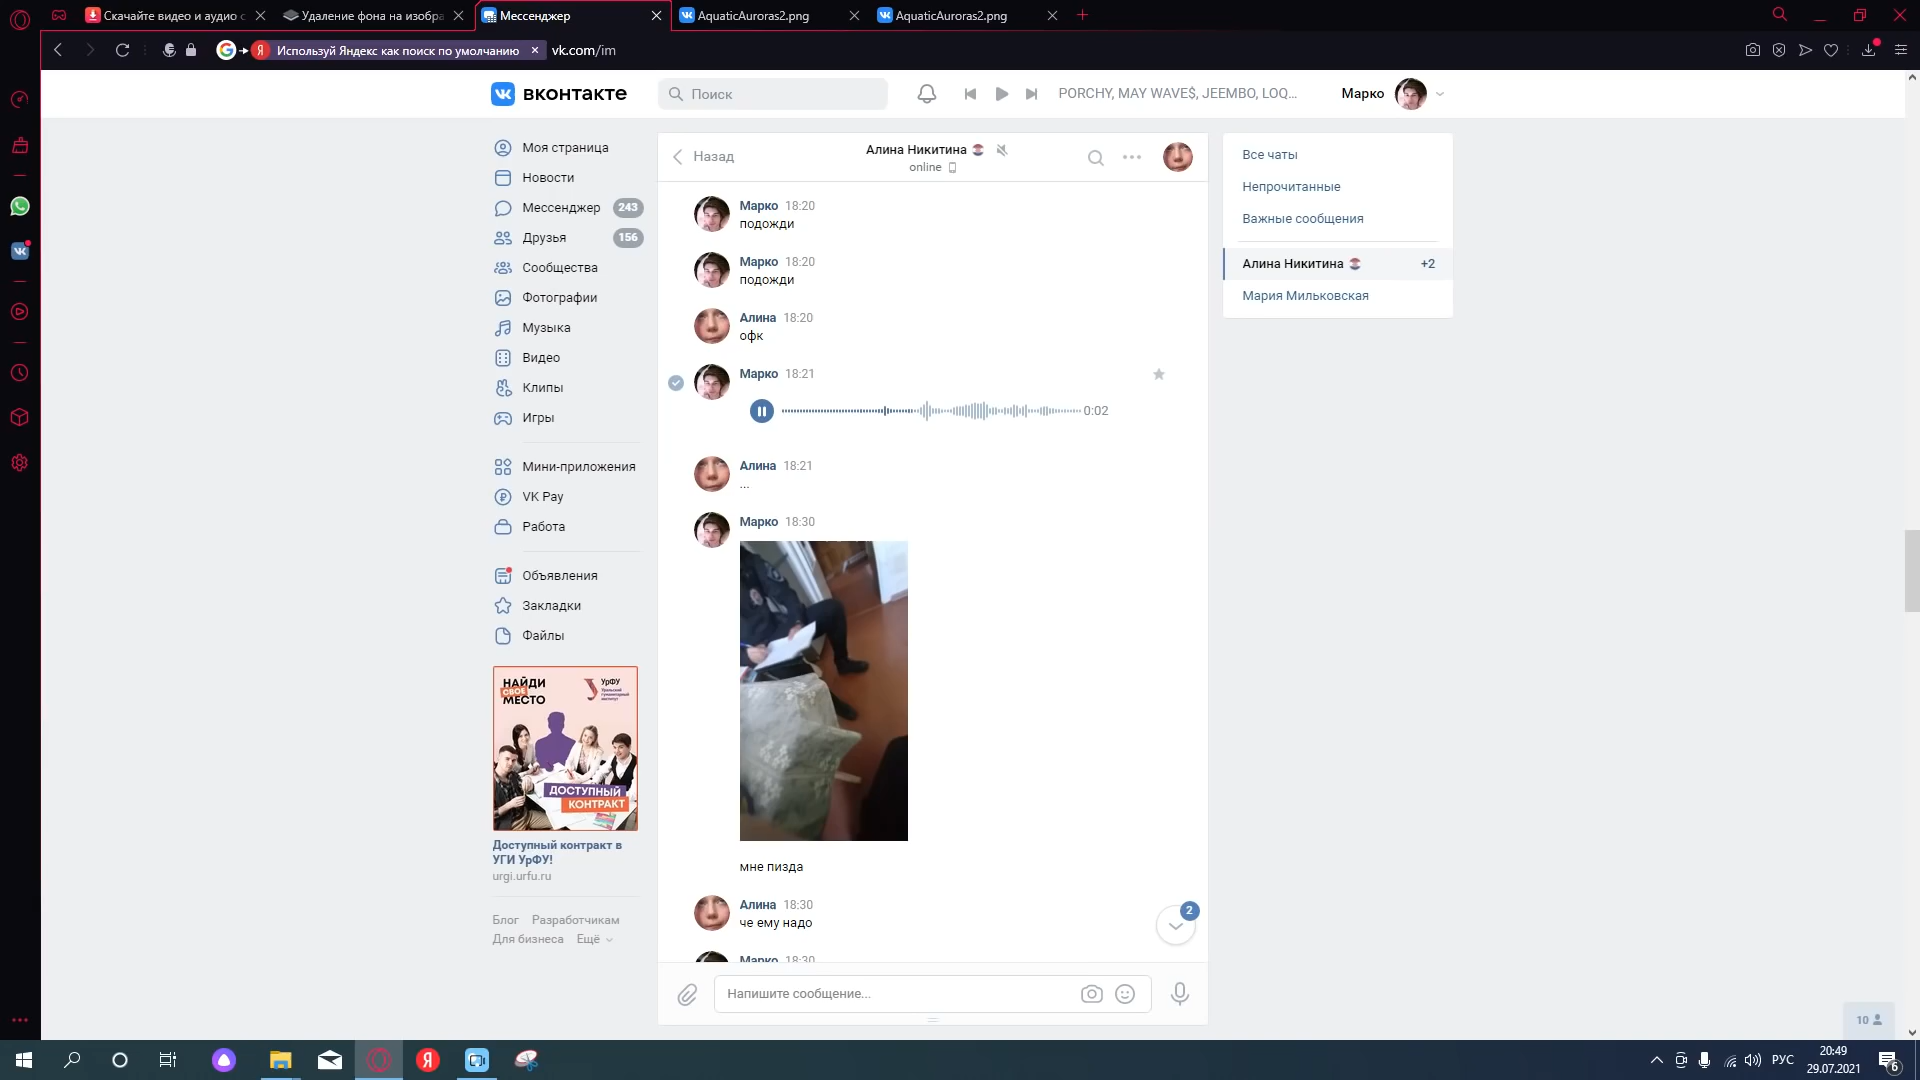 Скачайте видео и аудио с
Удаление фона на изобра
Мессенджер
AquaticAuroras2.png
AquaticAuroras2.png
Используй Яндекс как поиск по умолчанию
vk.com/im
вконтакте
Поиск
PORCHY, MAY WAVE$, JEEMBO, LOQ...
Марко
Моя страница
Новости
Мессенджер 243
Друзья 156
Сообщества
Фотографии
Музыка
Видео
Клипы
Игры
Мини-приложения
VK Pay
Работа
Объявления
Закладки
Файлы
НАЙДИ
СВОЕ
МЕСТО
УрФУ
ДОСТУПНЫЙ
КОНТРАКТ
Доступный контракт в
УГИ УрФУ!
urgi.urfu.ru
Блог Разработчикам
Для бизнеса Ещё
Назад
Алина Никитина
online
Марко 18:20
подожди
Марко 18:20
подожди
Алина 18:20
офк
Марко 18:21
0:02
Алина 18:21
...
Марко 18:30
мне пизда
Алина 18:30
че ему надо
2
Марко 18:30
Напишите сообщение...
Все чаты
Непрочитанные
Важные сообщения
Алина Никитина +2
Мария Мильковская
10
РУС
20:49
29.07.2021
6